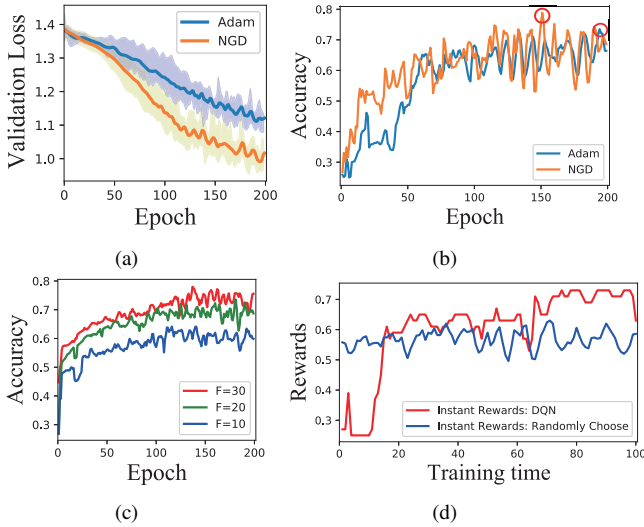 Validation Loss
1.4
1.3
1.2
1.1
1.0
Adam
NGD
0 50 100 150 200
Epoch
(a)
Accuracy
0.8
0.7
0.6
0.5
0.4
0.3
Adam
NGD
0 50 100 150 200
Epoch
(b)
Accuracy
0.8
0.7
0.6
0.5
0.4
0.3
F=30
F=20
F=10
0 50 100 150 200
Epoch
(c)
Rewards
0.7
0.6
0.5
0.4
0.3
Instant Rewards: DQN
Instant Rewards: Randomly Choose
0 20 40 60 80 100
Training time
(d)